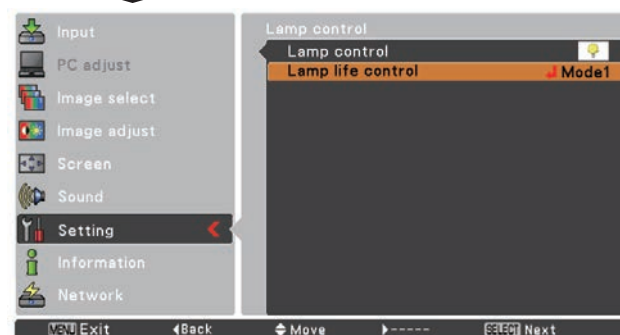 Input
PC adjust
Image select
Image adjust
Screen
Sound
Setting
Information
Network
Lamp control
Lamp control
Lamp life control Mode1
MENU Exit ◀Back Move ▶----- SELECT Next